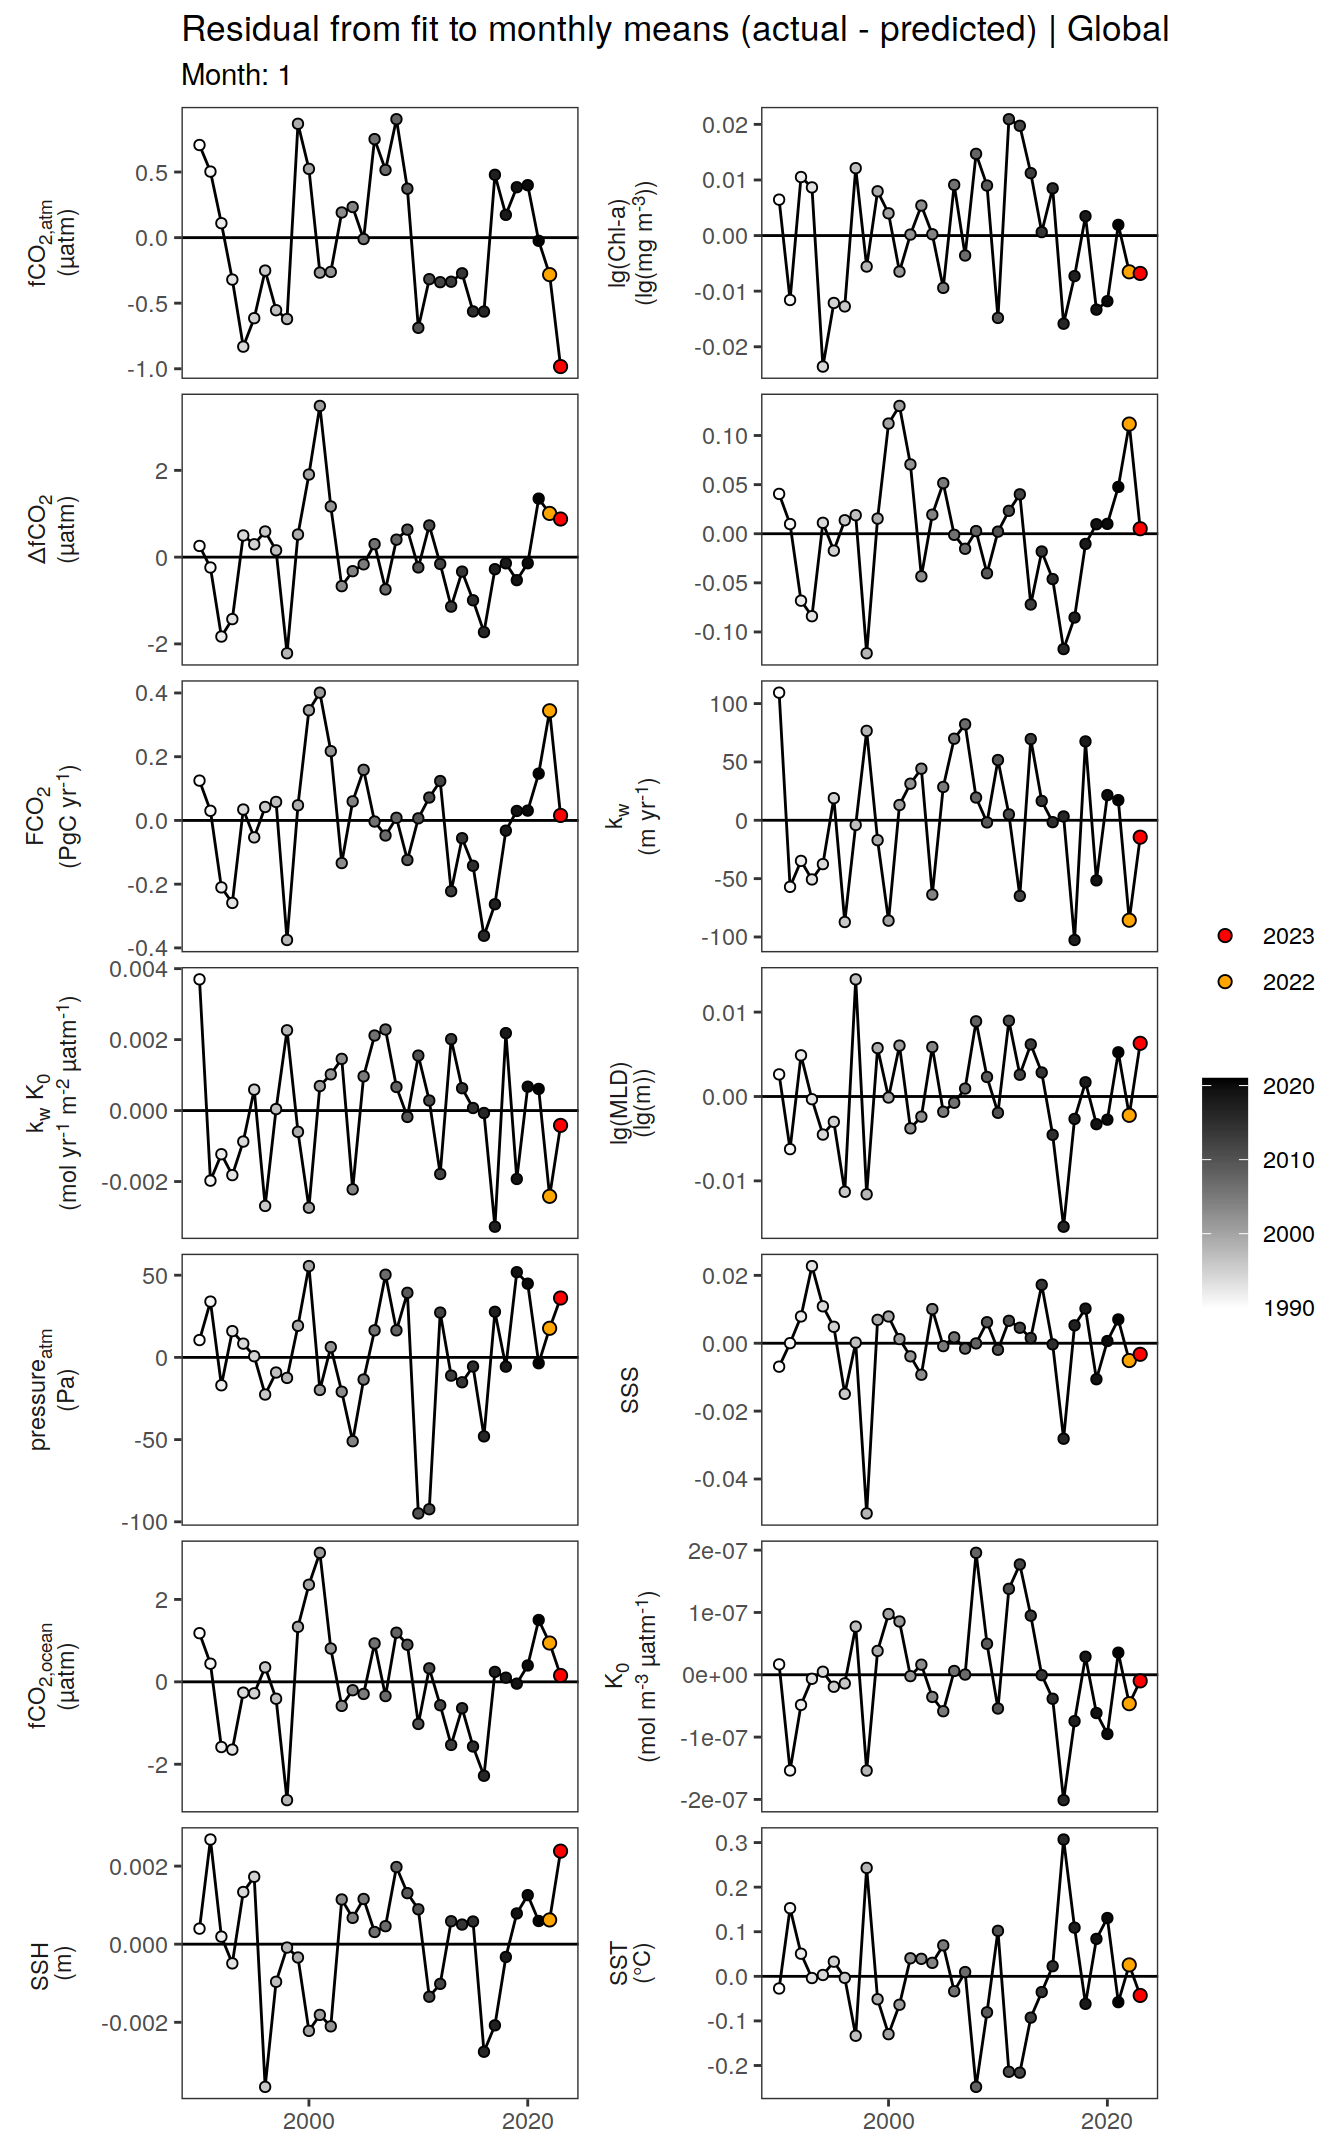 Residual from fit to monthly means (actual - predicted) | Global
Month: 1
fCO2,atm
(µatm)
0.5
0.0
-0.5
-1.0
lg(Chl-a)
(lg(mg m-3))
0.02
0.01
0.00
-0.01
-0.02
ΔfCO2
(µatm)
2
0
-2
0.10
0.05
0.00
-0.05
-0.10
FCO2
(PgC yr-1)
0.4
0.2
0.0
-0.2
-0.4
kw
(m yr-1)
100
50
0
-50
-100
kw K0
(mol yr-1 m-2 µatm-1)
0.004
0.002
0.000
-0.002
lg(MLD)
(lg(m))
0.01
0.00
-0.01
pressureatm
(Pa)
50
0
-50
-100
SSS
0.02
0.00
-0.02
-0.04
fCO2,ocean
(µatm)
2
0
-2
K0
(mol m-3 µatm-1)
2e-07
1e-07
0e+00
-1e-07
-2e-07
SSH
(m)
0.002
0.000
-0.002
SST
(°C)
0.3
0.2
0.1
0.0
-0.1
-0.2
2000
2020
2000
2020
2023
2022
2020
2010
2000
1990